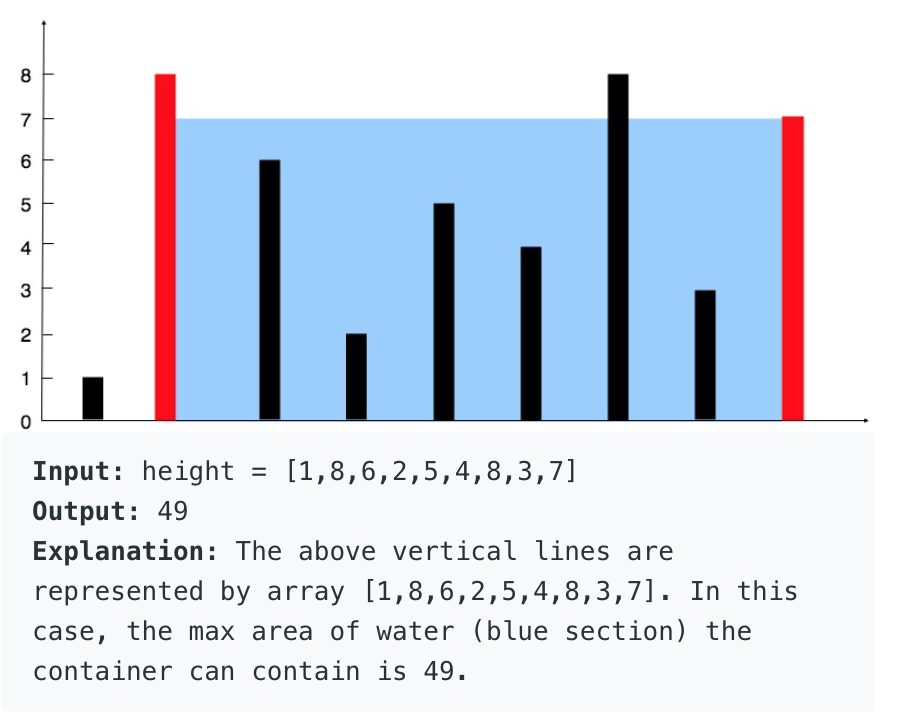 8
7
6
5
4
3
2
1
0
Input: height = [1,8,6,2,5,4,8,3,7]
Output: 49
Explanation: The above vertical lines are
represented by array [1,8,6,2,5,4,8,3,7]. In this
case, the max area of water (blue section) the
container can contain is 49.